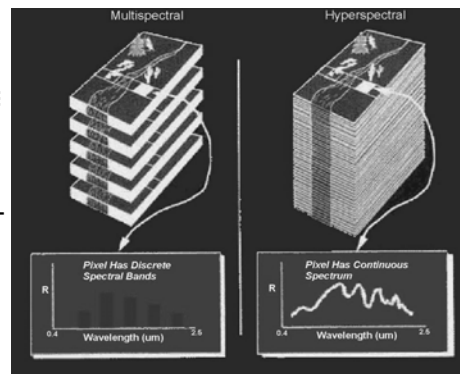 Multispectral
Hyperspectral
Pixel Has Discrete
Spectral Bands
R
0.4
2.5
Wavelength (um)
Pixel Has Continuous
Spectrum
R
0.4
2.5
Wavelength (um)